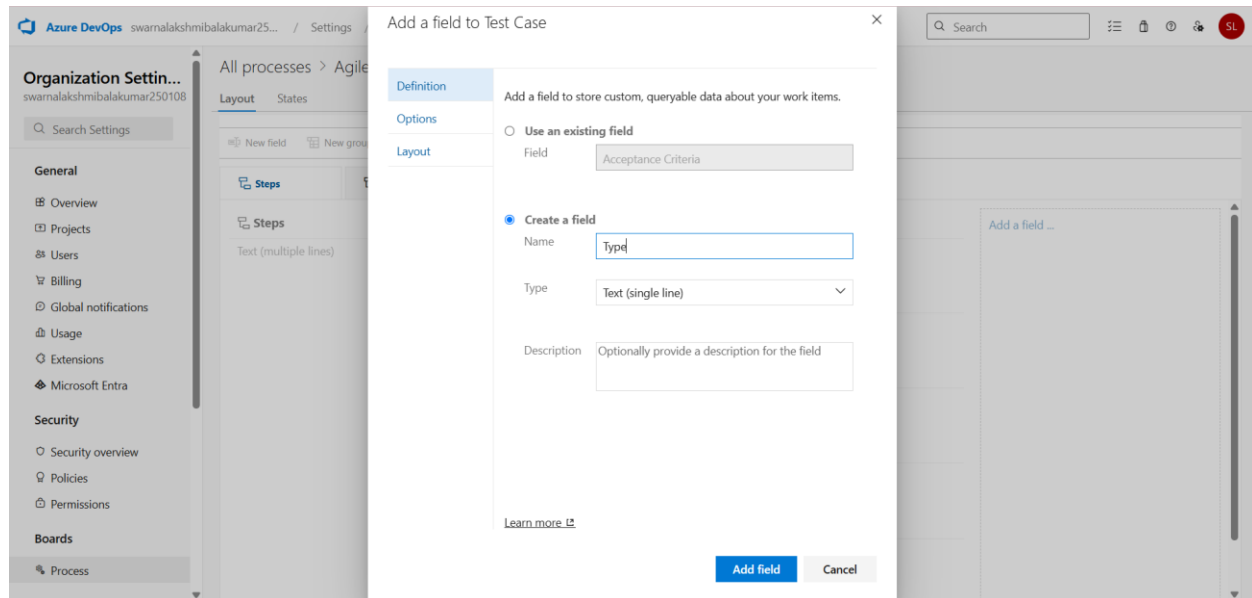 Azure DevOps swarnalakshmibalakumar25... / Settings /
Search
SL
Organization Settin...
swarnalakshmibalakumar250108
Search Settings
General
Overview
Projects
Users
Billing
Global notifications
Usage
Extensions
Microsoft Entra
Security
Security overview
Policies
Permissions
Boards
Process
All processes > Agile
Layout States
New field New grou
Steps
Steps
Text (multiple lines)
Add a field to Test Case
Definition
Options
Layout
Add a field to store custom, queryable data about your work items.
Use an existing field
Field Acceptance Criteria
Create a field
Name Type
Type Text (single line)
Description Optionally provide a description for the field
Learn more
Add field Cancel
Add a field ...